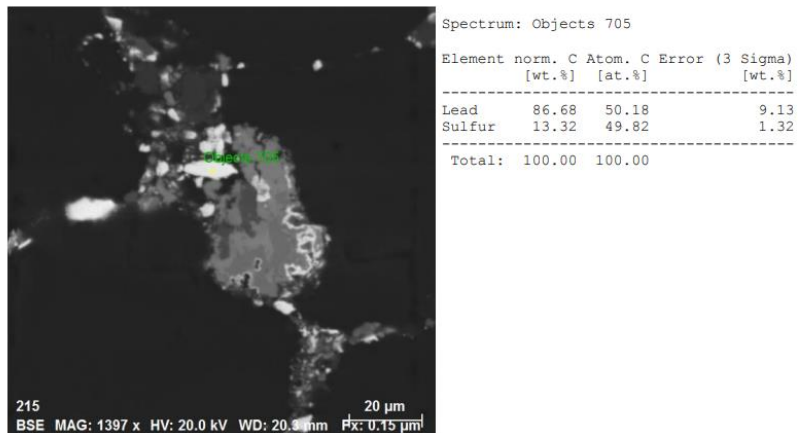 Spectrum: Objects 705
Element norm. C Atom. C Error (3 Sigma)
[wt.%] [at.%] [wt.%]
----------------------------------------------
Lead 86.68 50.18 9.13
Sulfur 13.32 49.82 1.32
----------------------------------------------
Total: 100.00 100.00
Objects 705
215
20 µm
BSE MAG: 1397 x HV: 20.0 kV WD: 20.3 mm Px: 0.15 µm